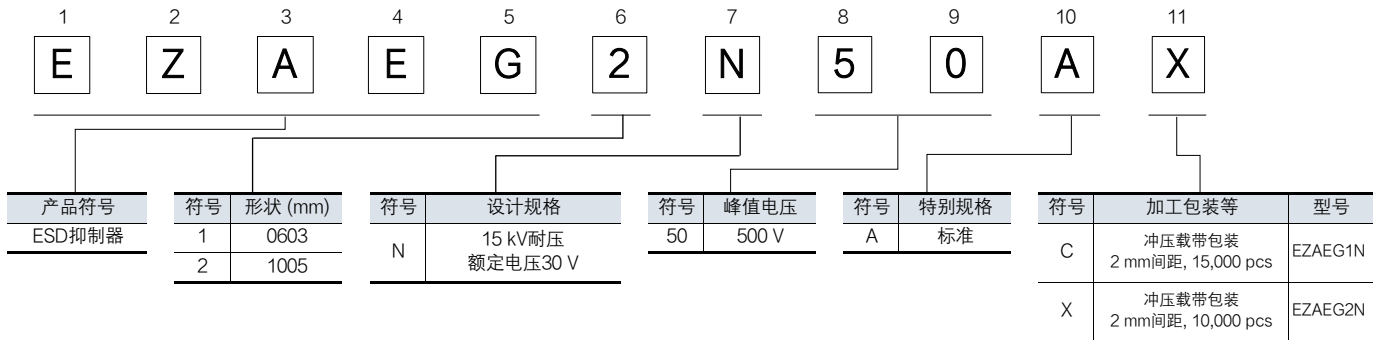 1 2 3 4 5 6 7 8 9 10 11
E Z A E G 2 N 5 0 A X
产品符号
ESD抑制器
符号 形状 (mm)
1 0603
2 1005
符号 设计规格
N 15 kV耐压
额定电压30 V
符号 峰值电压
50 500 V
符号 特别规格
A 标准
符号 加工包装等 型号
C 冲压载带包装
2 mm间距, 15,000 pcs EZAEG1N
X 冲压载带包装
2 mm间距, 10,000 pcs EZAEG2N